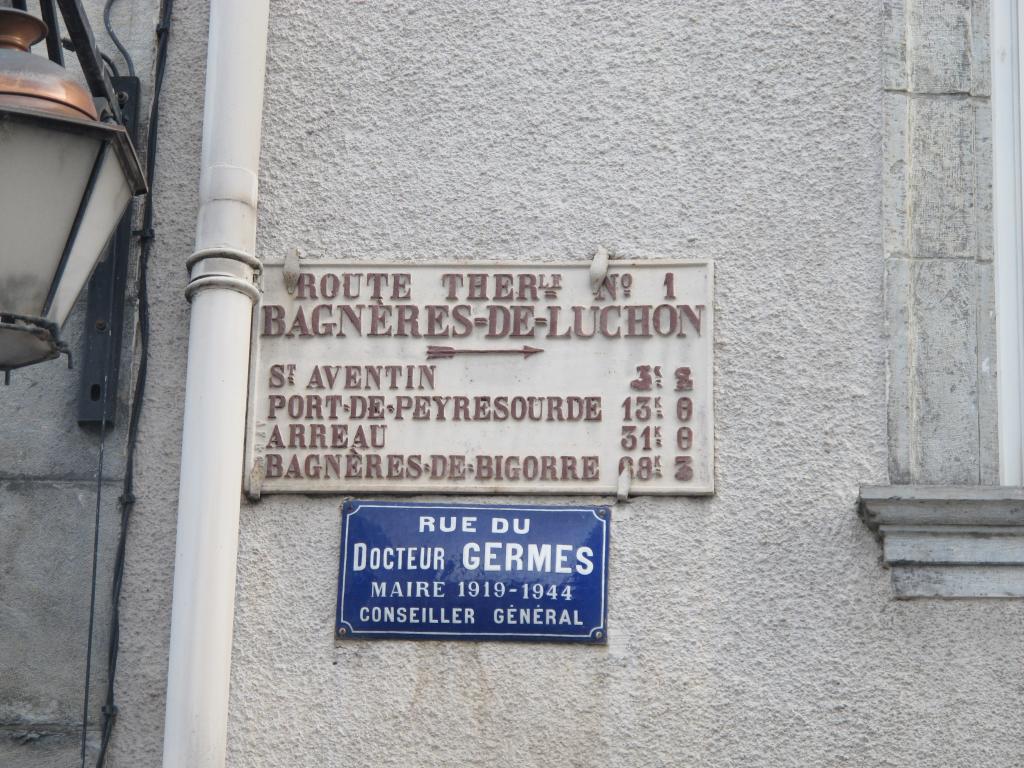 ROUTE THERLE NO 1
BAGNÈRES-DE-LUCHON
ST AVENTIN 3K 2
PORT-DE-PEYRESOURDE 13K 0
ARREAU 31K 0
BAGNÈRES-DE-BIGORRE 68K 3
RUE DU
DOCTEUR GERMES
MAIRE 1919-1944
CONSEILLER GÉNÉRAL